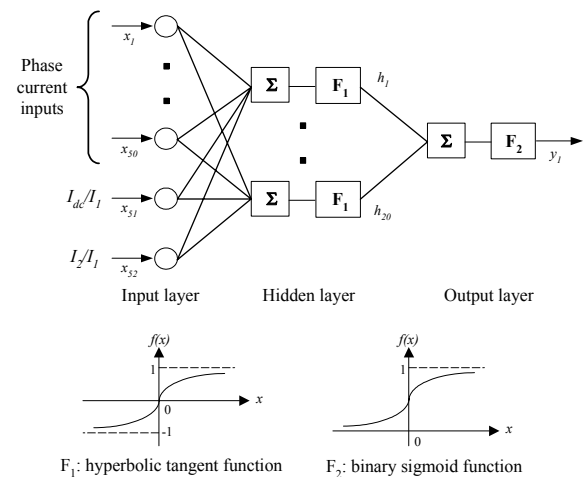 x1
Phase
current
inputs
x50
Idc/I1
x51
I2/I1
x52
Σ
F1
h1
Σ
F1
h20
Σ
F2
y1
Input layer
Hidden layer
Output layer
f(x)
1
0
x
-1
F1: hyperbolic tangent function
f(x)
1
0
x
F2: binary sigmoid function